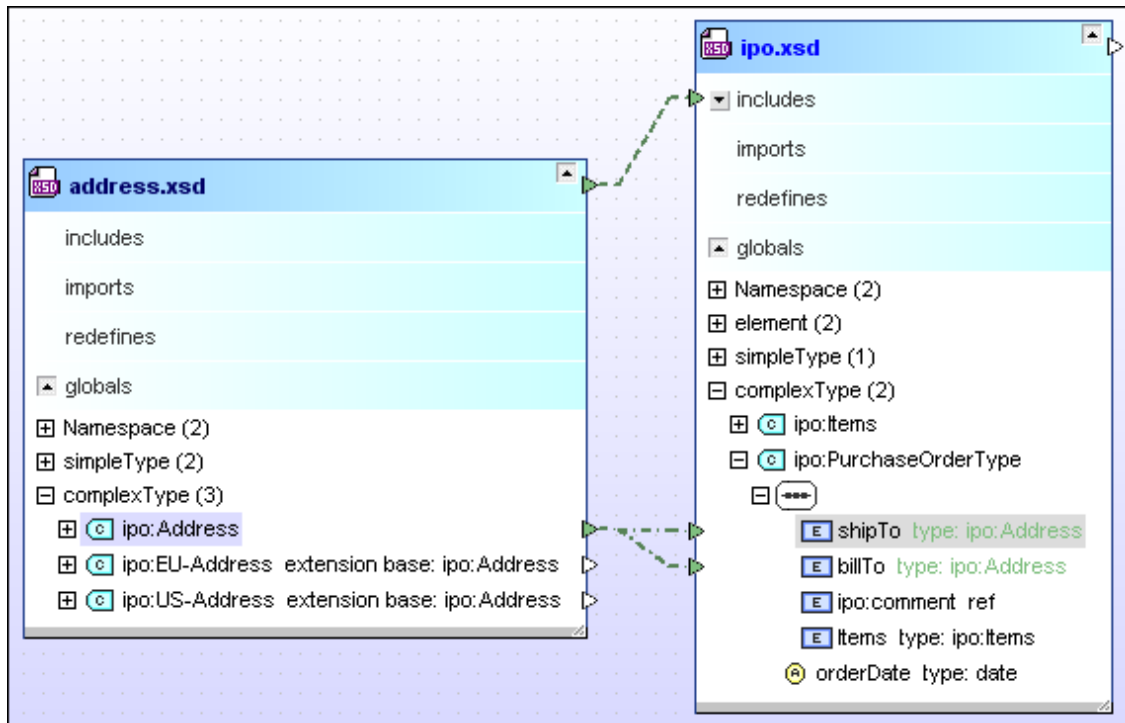 address.xsd
includes
imports
redefines
globals
Namespace (2)
simpleType (2)
complexType (3)
ipo:Address
ipo:EU-Address extension base: ipo:Address
ipo:US-Address extension base: ipo:Address
ipo.xsd
includes
imports
redefines
globals
Namespace (2)
element (2)
simpleType (1)
complexType (2)
ipo:Items
ipo:PurchaseOrderType
E shipTo type: ipo:Address
E billTo type: ipo:Address
E ipo:comment ref
E Items type: ipo:Items
orderDate type: date